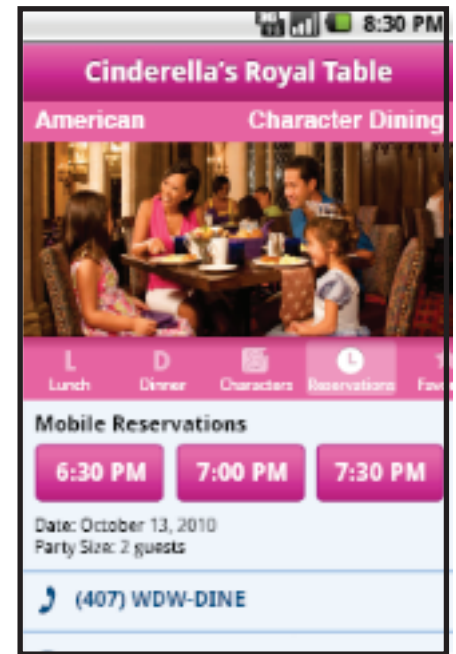 8:30 PM
Cinderella's Royal Table
American Character Dining
L D
Lunch Dinner Characters Reservations Favo
Mobile Reservations
6:30 PM 7:00 PM 7:30 PM
Date: October 13, 2010
Party Size: 2 guests
(407) WDW-DINE